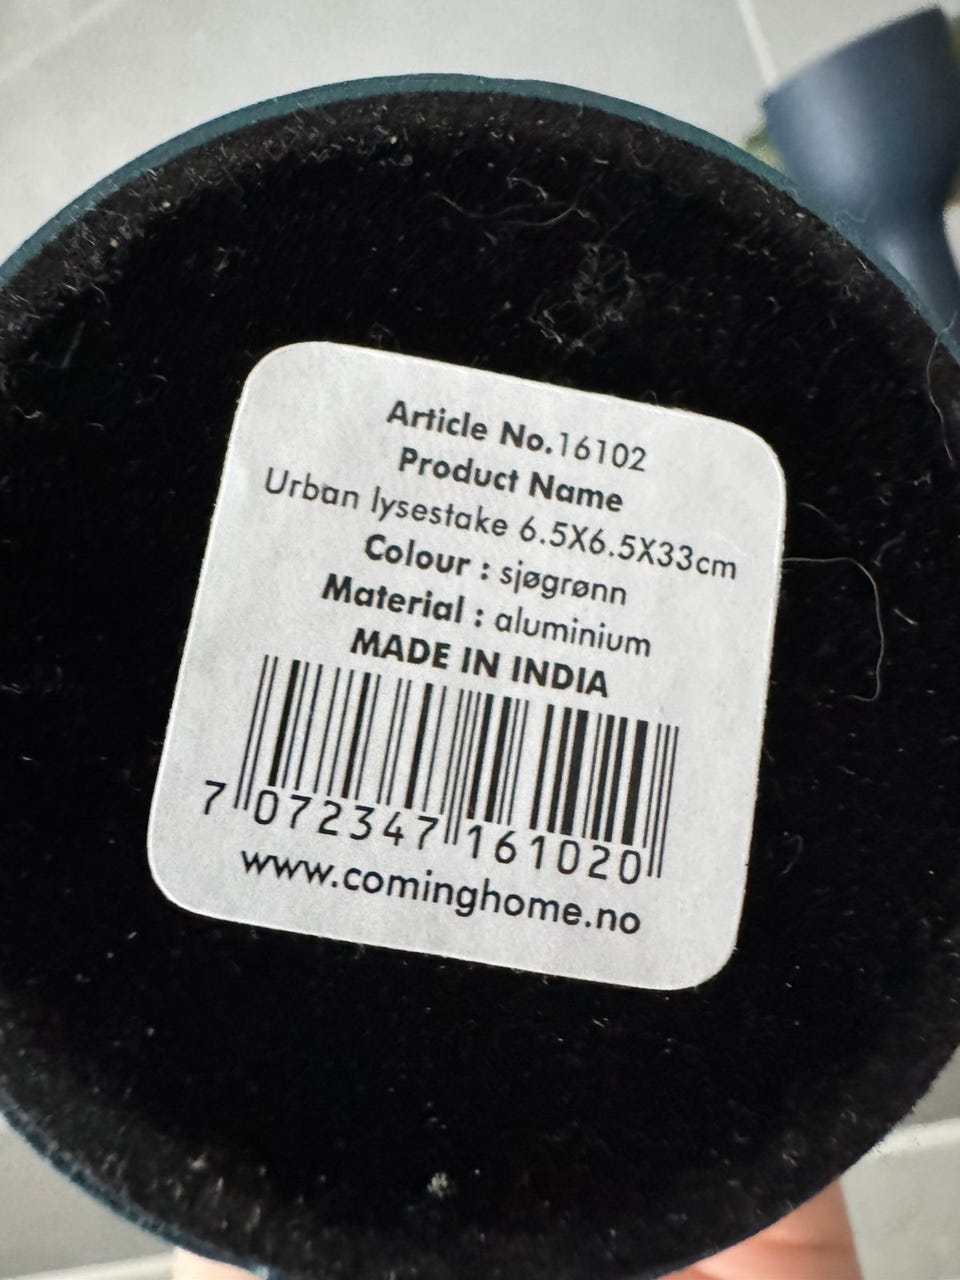 Article No.16102
Product Name
Urban lysestake 6.5X6.5X33cm
Colour : sjøgrønn
Material : aluminium
MADE IN INDIA
7 072347 161020
www.cominghome.no